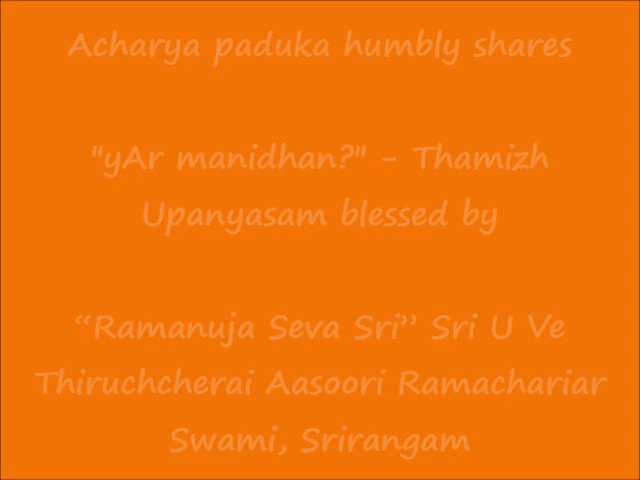 Acharya paduka humbly shares
"yAr manidhan?" - Thamizh
Upanyasam blessed by
“Ramanuja Seva Sri” Sri U Ve
Thiruchcherai Aasoori Ramachariar
Swami, Srirangam